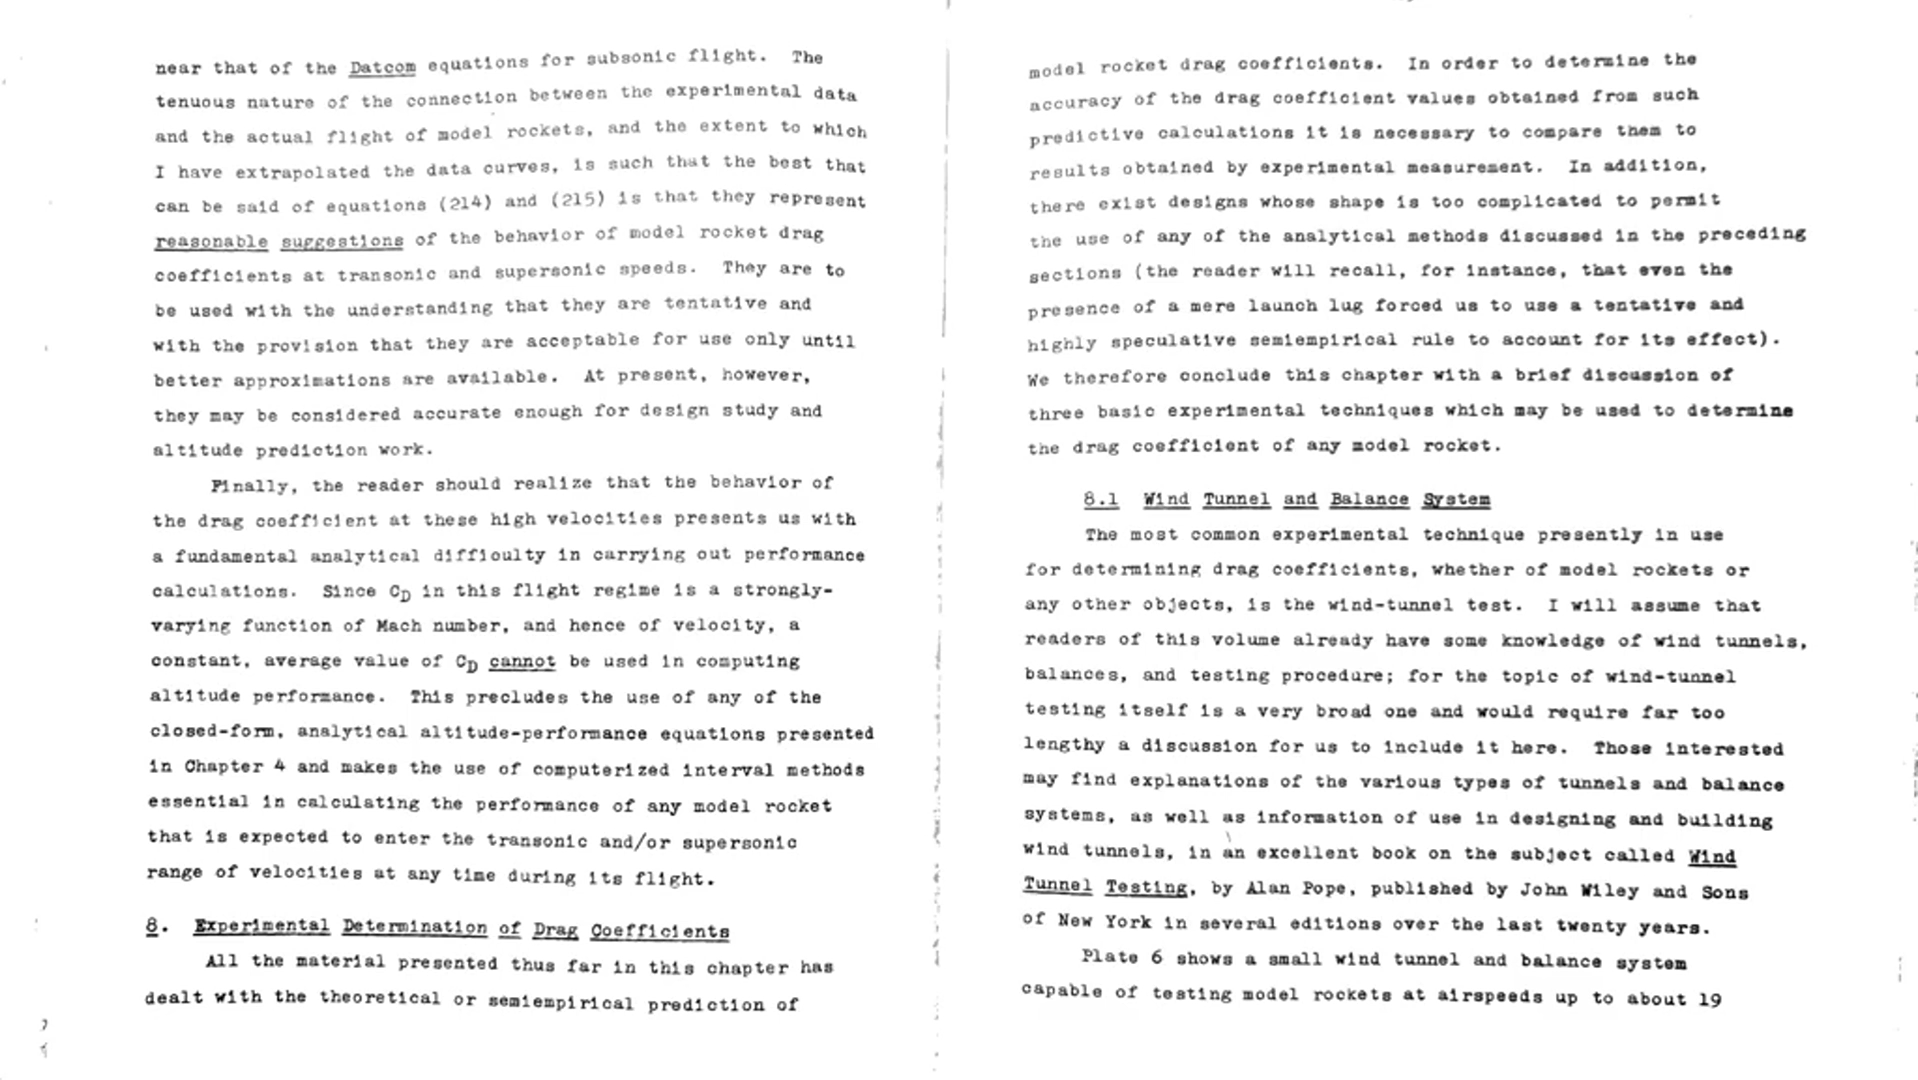 near that of the Datcom equations for subsonic flight. The
tenuous nature of the connection between the experimental data
and the actual flight of model rockets, and the extent to which
I have extrapolated the data curves, is such that the best that
can be said of equations (214) and (215) is that they represent
reasonable suggestions of the behavior of model rocket drag
coefficients at transonic and supersonic speeds. They are to
be used with the understanding that they are tentative and
with the provision that they are acceptable for use only until
better approximations are available. At present, however,
they may be considered accurate enough for design study and
altitude prediction work.
Finally, the reader should realize that the behavior of
the drag coefficient at these high velocities presents us with
a fundamental analytical difficulty in carrying out performance
calculations. Since CD in this flight regime is a strongly-
varying function of Mach number, and hence of velocity, a
constant, average value of CD cannot be used in computing
altitude performance. This precludes the use of any of the
closed-form, analytical altitude-performance equations presented
in Chapter 4 and makes the use of computerized interval methods
essential in calculating the performance of any model rocket
that is expected to enter the transonic and/or supersonic
range of velocities at any time during its flight.
8. Experimental Determination of Drag Coefficients
All the material presented thus far in this chapter has
dealt with the theoretical or semiempirical prediction of
model rocket drag coefficients. In order to determine the
accuracy of the drag coefficient values obtained from such
predictive calculations it is necessary to compare them to
results obtained by experimental measurement. In addition,
there exist designs whose shape is too complicated to permit
the use of any of the analytical methods discussed in the preceding
sections (the reader will recall, for instance, that even the
presence of a mere launch lug forced us to use a tentative and
highly speculative semiempirical rule to account for its effect).
We therefore conclude this chapter with a brief discussion of
three basic experimental techniques which may be used to determine
the drag coefficient of any model rocket.
8.1 Wind Tunnel and Balance System
The most common experimental technique presently in use
for determining drag coefficients, whether of model rockets or
any other objects, is the wind-tunnel test. I will assume that
readers of this volume already have some knowledge of wind tunnels,
balances, and testing procedure; for the topic of wind-tunnel
testing itself is a very broad one and would require far too
lengthy a discussion for us to include it here. Those interested
may find explanations of the various types of tunnels and balance
systems, as well as information of use in designing and building
wind tunnels, in an excellent book on the subject called Wind
Tunnel Testing, by Alan Pope, published by John Wiley and Sons
of New York in several editions over the last twenty years.
Plate 6 shows a small wind tunnel and balance system
capable of testing model rockets at airspeeds up to about 19